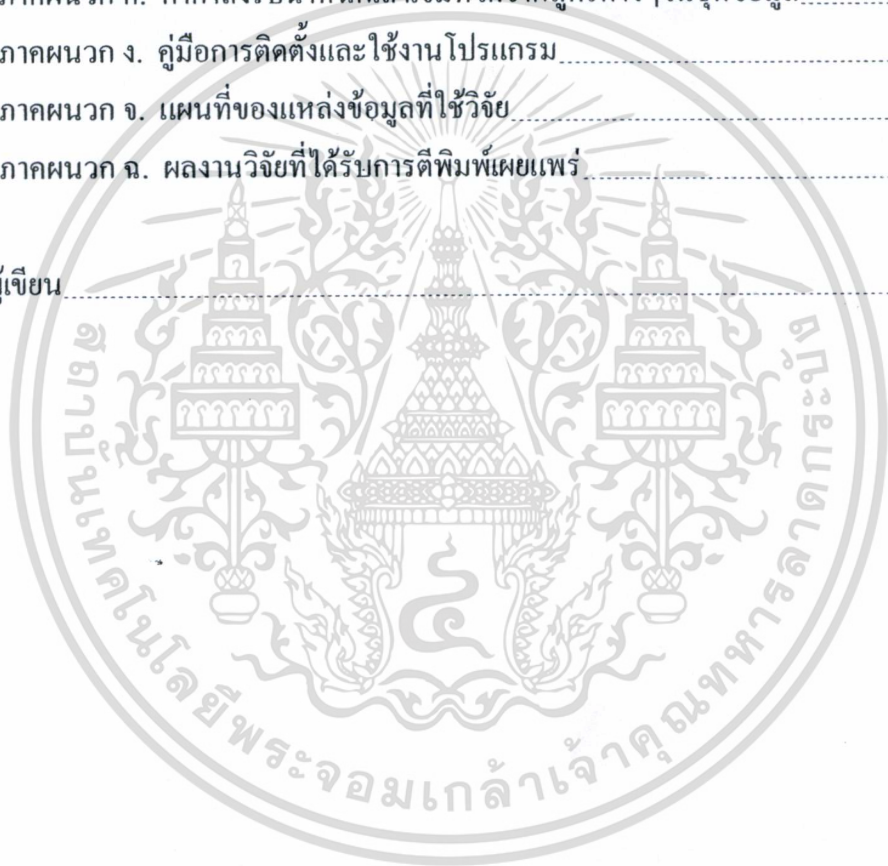 ภาคผนวก ง. คู่มือการติดตั้งและใช้งานโปรแกรม
ภาคผนวก จ. แผนที่ของแหล่งข้อมูลที่ใช้วิจัย
ภาคผนวก ฉ. ผลงานวิจัยที่ได้รับการตีพิมพ์เผยแพร่
ผู้เขียน
สถาบันเทคโนโลยีพระจอมเกล้าเจ้าคุณทหารลาดกระบัง
๔